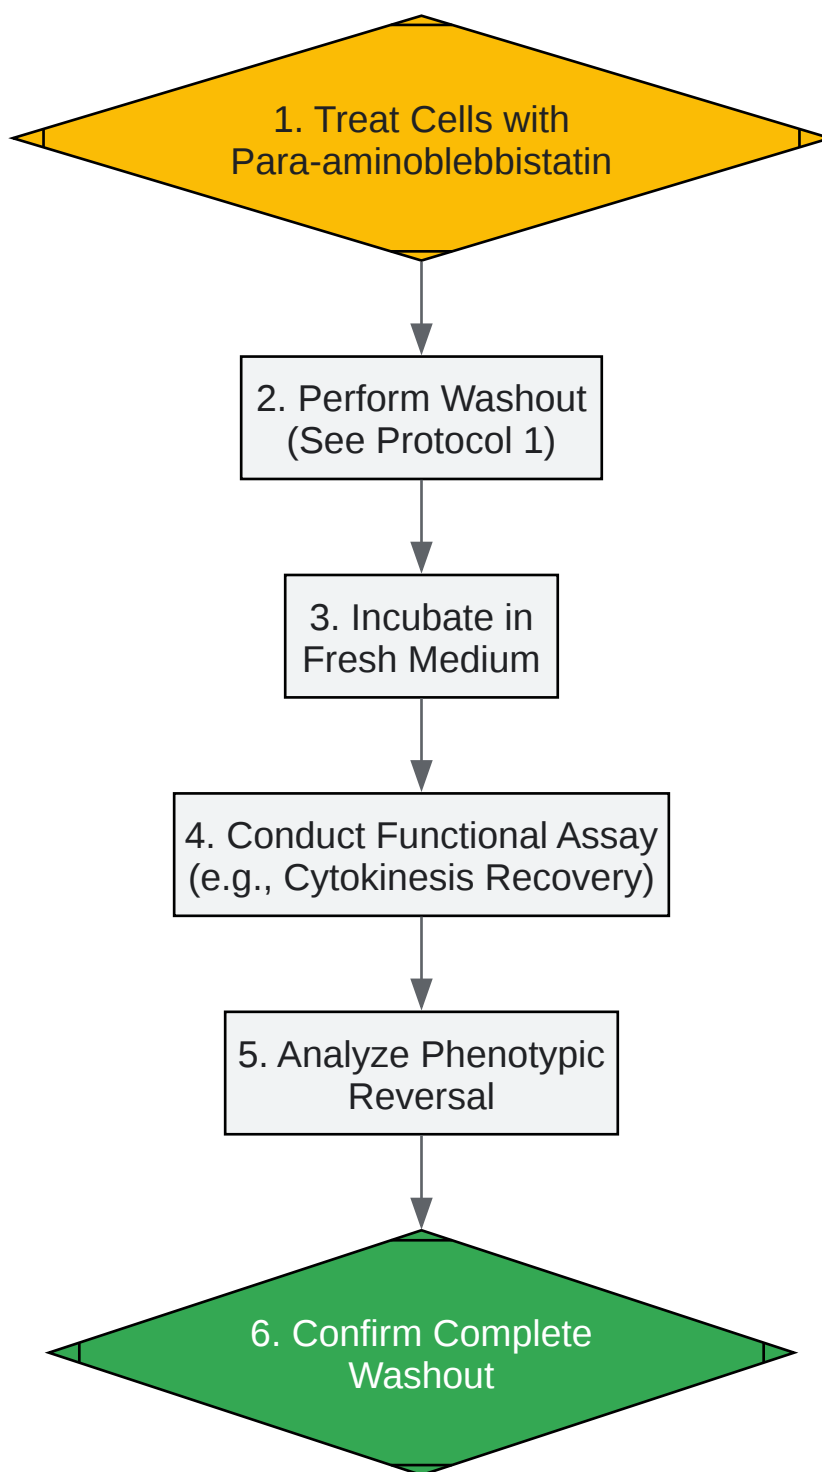 1. Treat Cells with
Para-aminoblebbistatin
2. Perform Washout
(See Protocol 1)
3. Incubate in
Fresh Medium
4. Conduct Functional Assay
(e.g., Cytokinesis Recovery)
5. Analyze Phenotypic
Reversal
6. Confirm Complete
Washout